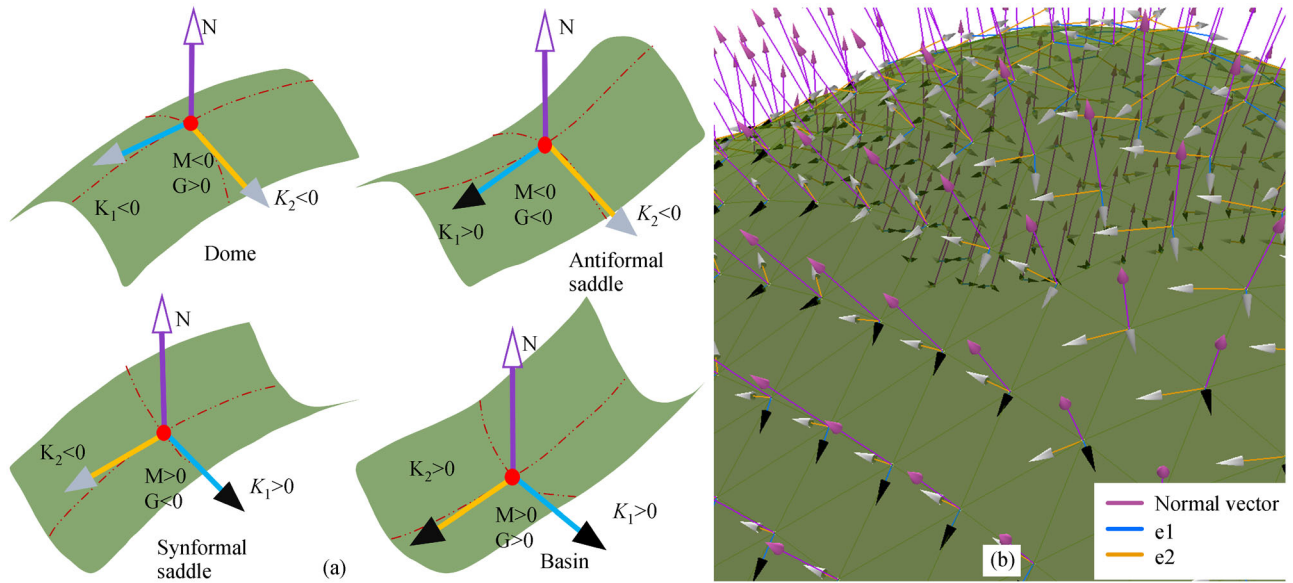 N
M<0
G>0
K₁<0
K₂<0
Dome
N
M<0
G<0
K₁>0
K₂<0
Antiformal
saddle
N
K₂<0
M>0
G<0
K₁>0
Synformal
saddle
(a)
N
K₂>0
M>0
G>0
K₁>0
Basin
(b)
Normal vector
e1
e2